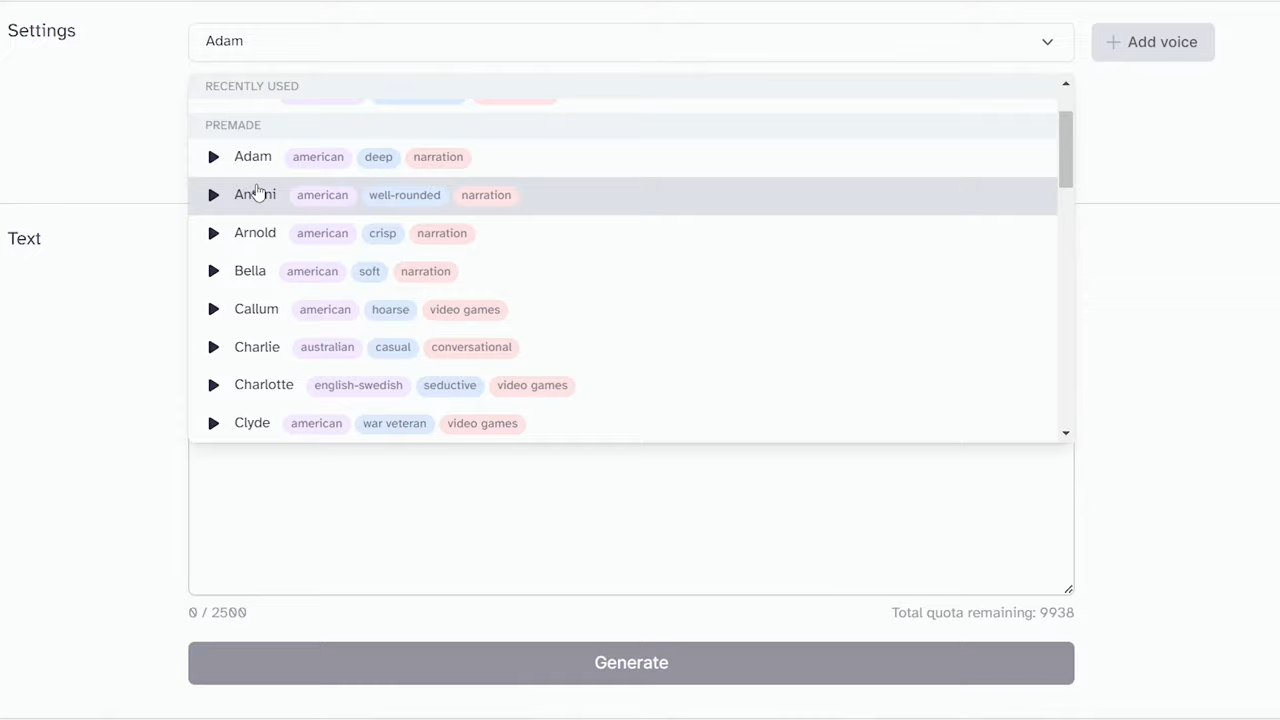 Settings
Adam
+ Add voice
RECENTLY USED
PREMADE
Adam american deep narration
american well-rounded narration
Arnold american crisp narration
Bella american soft narration
Callum american hoarse video games
Charlie australian casual conversational
Charlotte english-swedish seductive video games
Clyde american war veteran video games
Text
0 / 2500
Total quota remaining: 9938
Generate